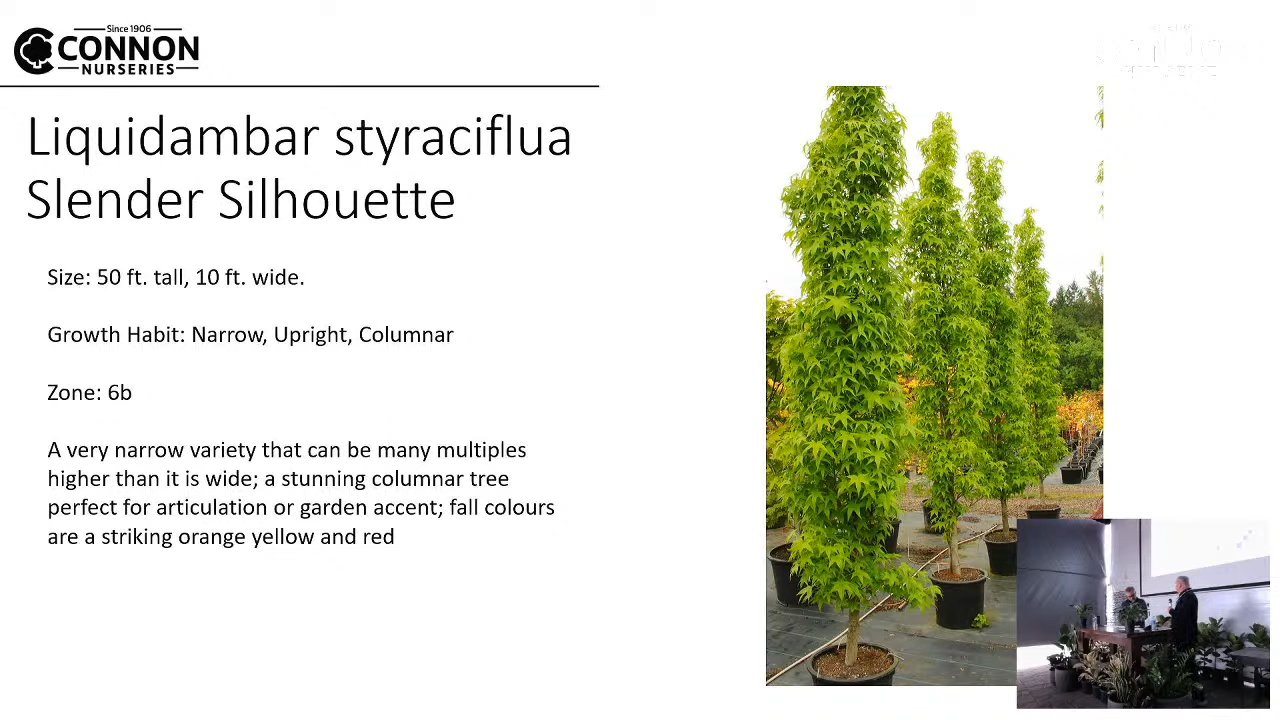 Since 1906
CONNON
NURSERIES
Liquidambar styraciflua
Slender Silhouette
Size: 50 ft. tall, 10 ft. wide.
Growth Habit: Narrow, Upright, Columnar
Zone: 6b
A very narrow variety that can be many multiples
higher than it is wide; a stunning columnar tree
perfect for articulation or garden accent; fall colours
are a striking orange yellow and red